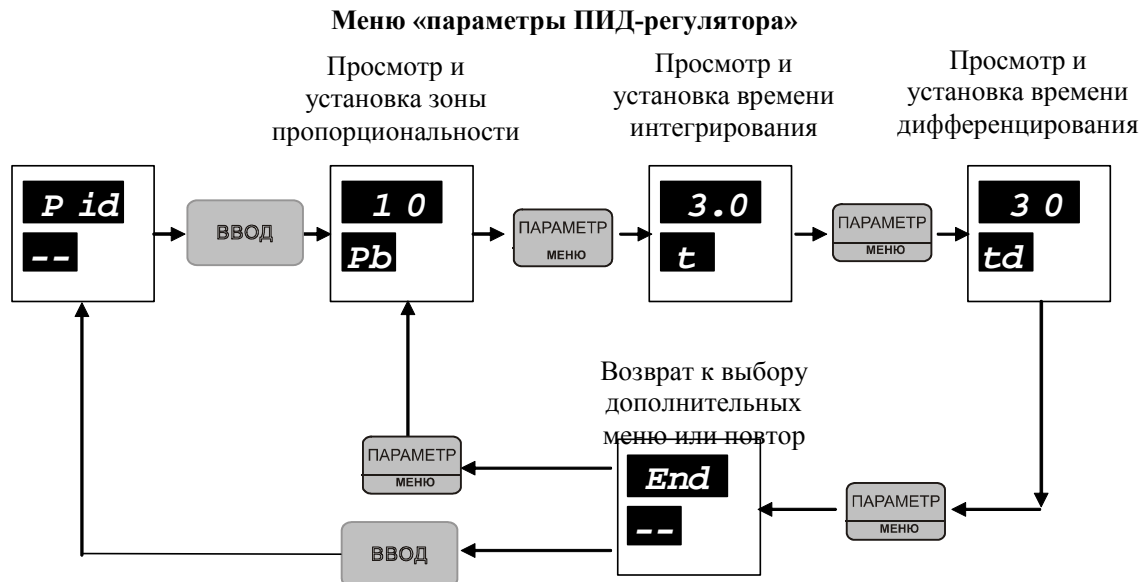 Меню «параметры ПИД-регулятора»
Просмотр и
установка зоны
пропорциональности
Просмотр и
установка времени
интегрирования
Просмотр и
установка времени
дифференцирования
P id
--
ВВОД
1 0
Pb
ПАРАМЕТР
МЕНЮ
3.0
t
ПАРАМЕТР
МЕНЮ
3 0
td
Возврат к выбору
дополнительных
меню или повтор
ПАРАМЕТР
МЕНЮ
End
--
ПАРАМЕТР
МЕНЮ
ВВОД